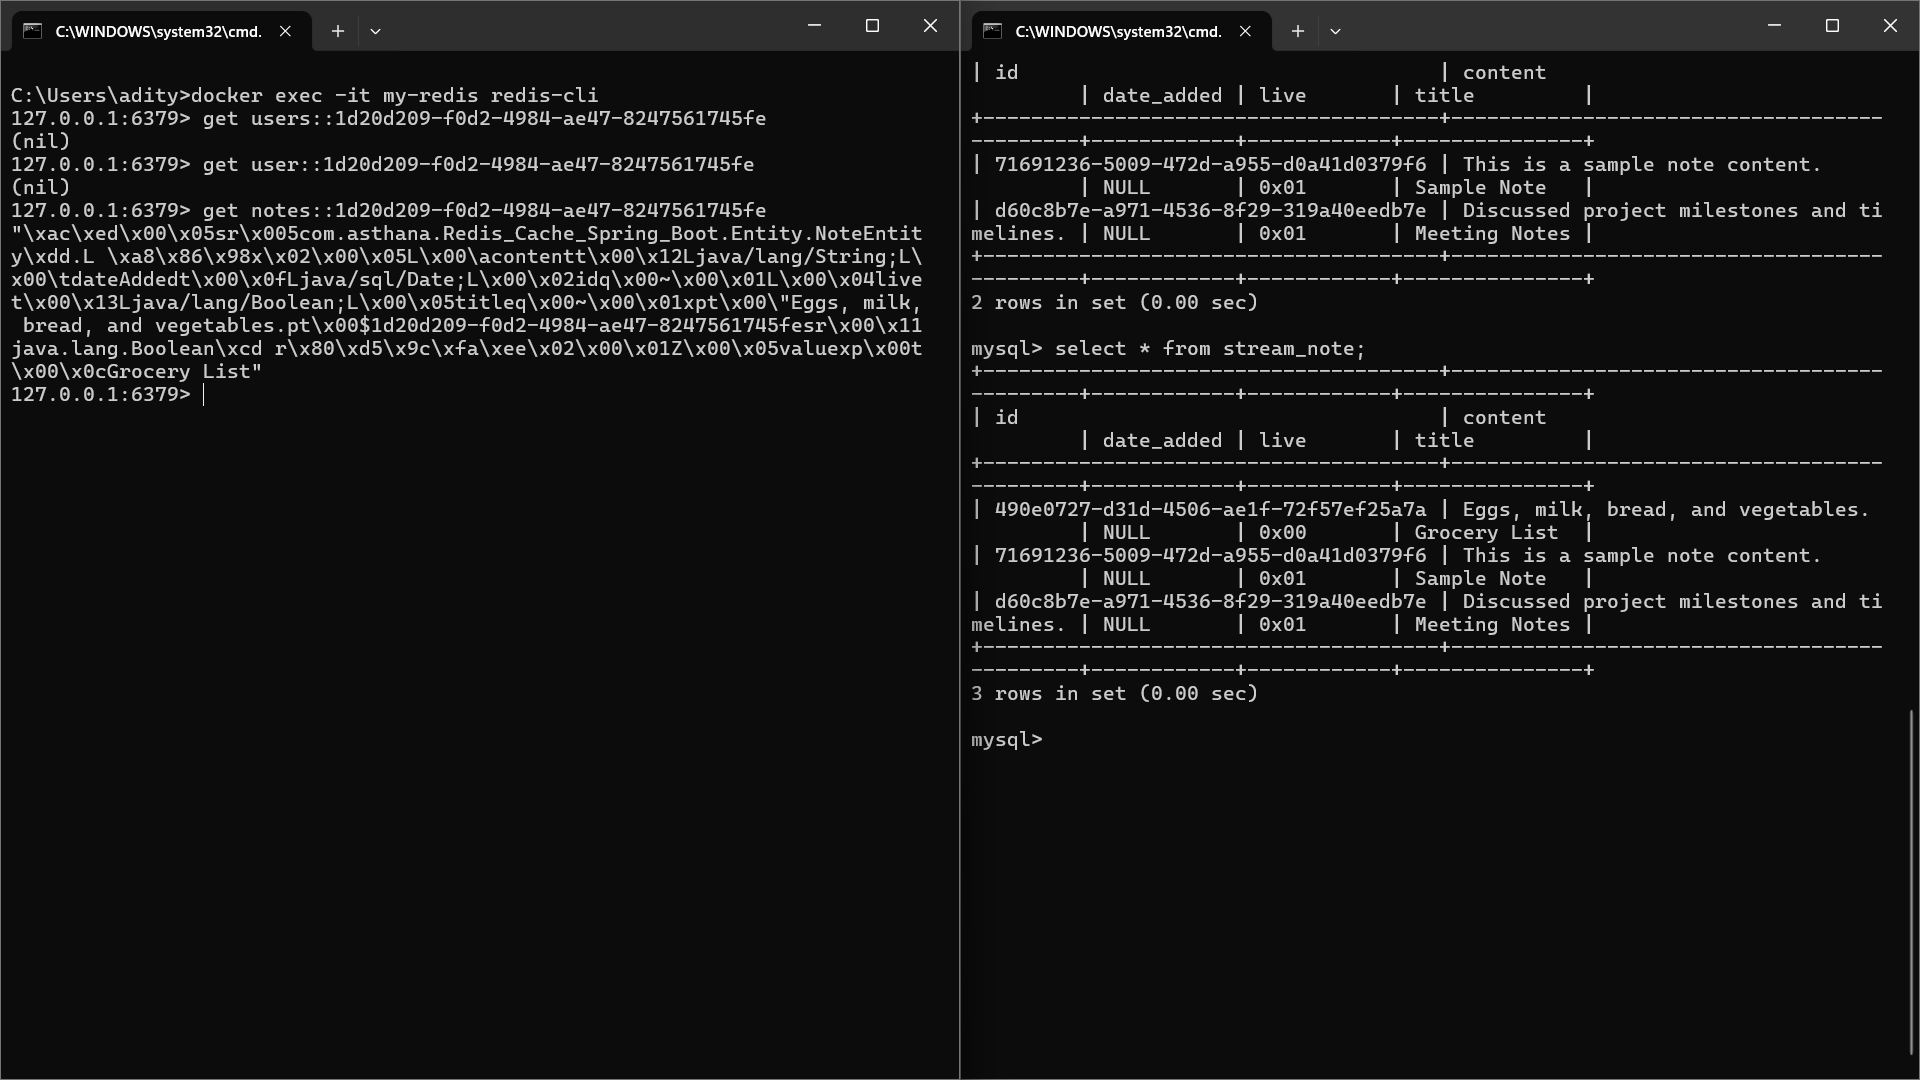 C:\WINDOWS\system32\cmd.
C:\Users\adity>docker exec -it my-redis redis-cli
127.0.0.1:6379> get users::1d20d209-f0d2-4984-ae47-8247561745fe
(nil)
127.0.0.1:6379> get user::1d20d209-f0d2-4984-ae47-8247561745fe
(nil)
127.0.0.1:6379> get notes::1d20d209-f0d2-4984-ae47-8247561745fe
"\xac\xed\x00\x05sr\x005com.asthana.Redis_Cache_Spring_Boot.Entity.NoteEntit
y\xdd.L \xa8\x86\x98x\x02\x00\x05L\x00\acontentt\x00\x12Ljava/lang/String;L\
x00\tdateAddedt\x00\x0fLjava/sql/Date;L\x00\x02idq\x00~\x00\x01L\x00\x04live
t\x00\x13Ljava/lang/Boolean;L\x00\x05titleq\x00~\x00\x01xpt\x00\"Eggs, milk,
 bread, and vegetables.pt\x00$1d20d209-f0d2-4984-ae47-8247561745fesr\x00\x11
java.lang.Boolean\xcd r\x80\xd5\x9c\xfa\xee\x02\x00\x01Z\x00\x05valuexp\x00t
\x00\x0cGrocery List"
127.0.0.1:6379>
C:\WINDOWS\system32\cmd.
| id                                   | content
         | date_added | live       | title         |
+--------------------------------------+------------------------------------
---------+------------+------------+---------------+
| 71691236-5009-472d-a955-d0a41d0379f6 | This is a sample note content.
         | NULL       | 0x01       | Sample Note   |
| d60c8b7e-a971-4536-8f29-319a40eedb7e | Discussed project milestones and ti
melines. | NULL       | 0x01       | Meeting Notes |
+--------------------------------------+------------------------------------
---------+------------+------------+---------------+
2 rows in set (0.00 sec)
mysql> select * from stream_note;
+--------------------------------------+------------------------------------
---------+------------+------------+---------------+
| id                                   | content
         | date_added | live       | title         |
+--------------------------------------+------------------------------------
---------+------------+------------+---------------+
| 490e0727-d31d-4506-ae1f-72f57ef25a7a | Eggs, milk, bread, and vegetables.
         | NULL       | 0x00       | Grocery List  |
| 71691236-5009-472d-a955-d0a41d0379f6 | This is a sample note content.
         | NULL       | 0x01       | Sample Note   |
| d60c8b7e-a971-4536-8f29-319a40eedb7e | Discussed project milestones and ti
melines. | NULL       | 0x01       | Meeting Notes |
+--------------------------------------+------------------------------------
---------+------------+------------+---------------+
3 rows in set (0.00 sec)
mysql>